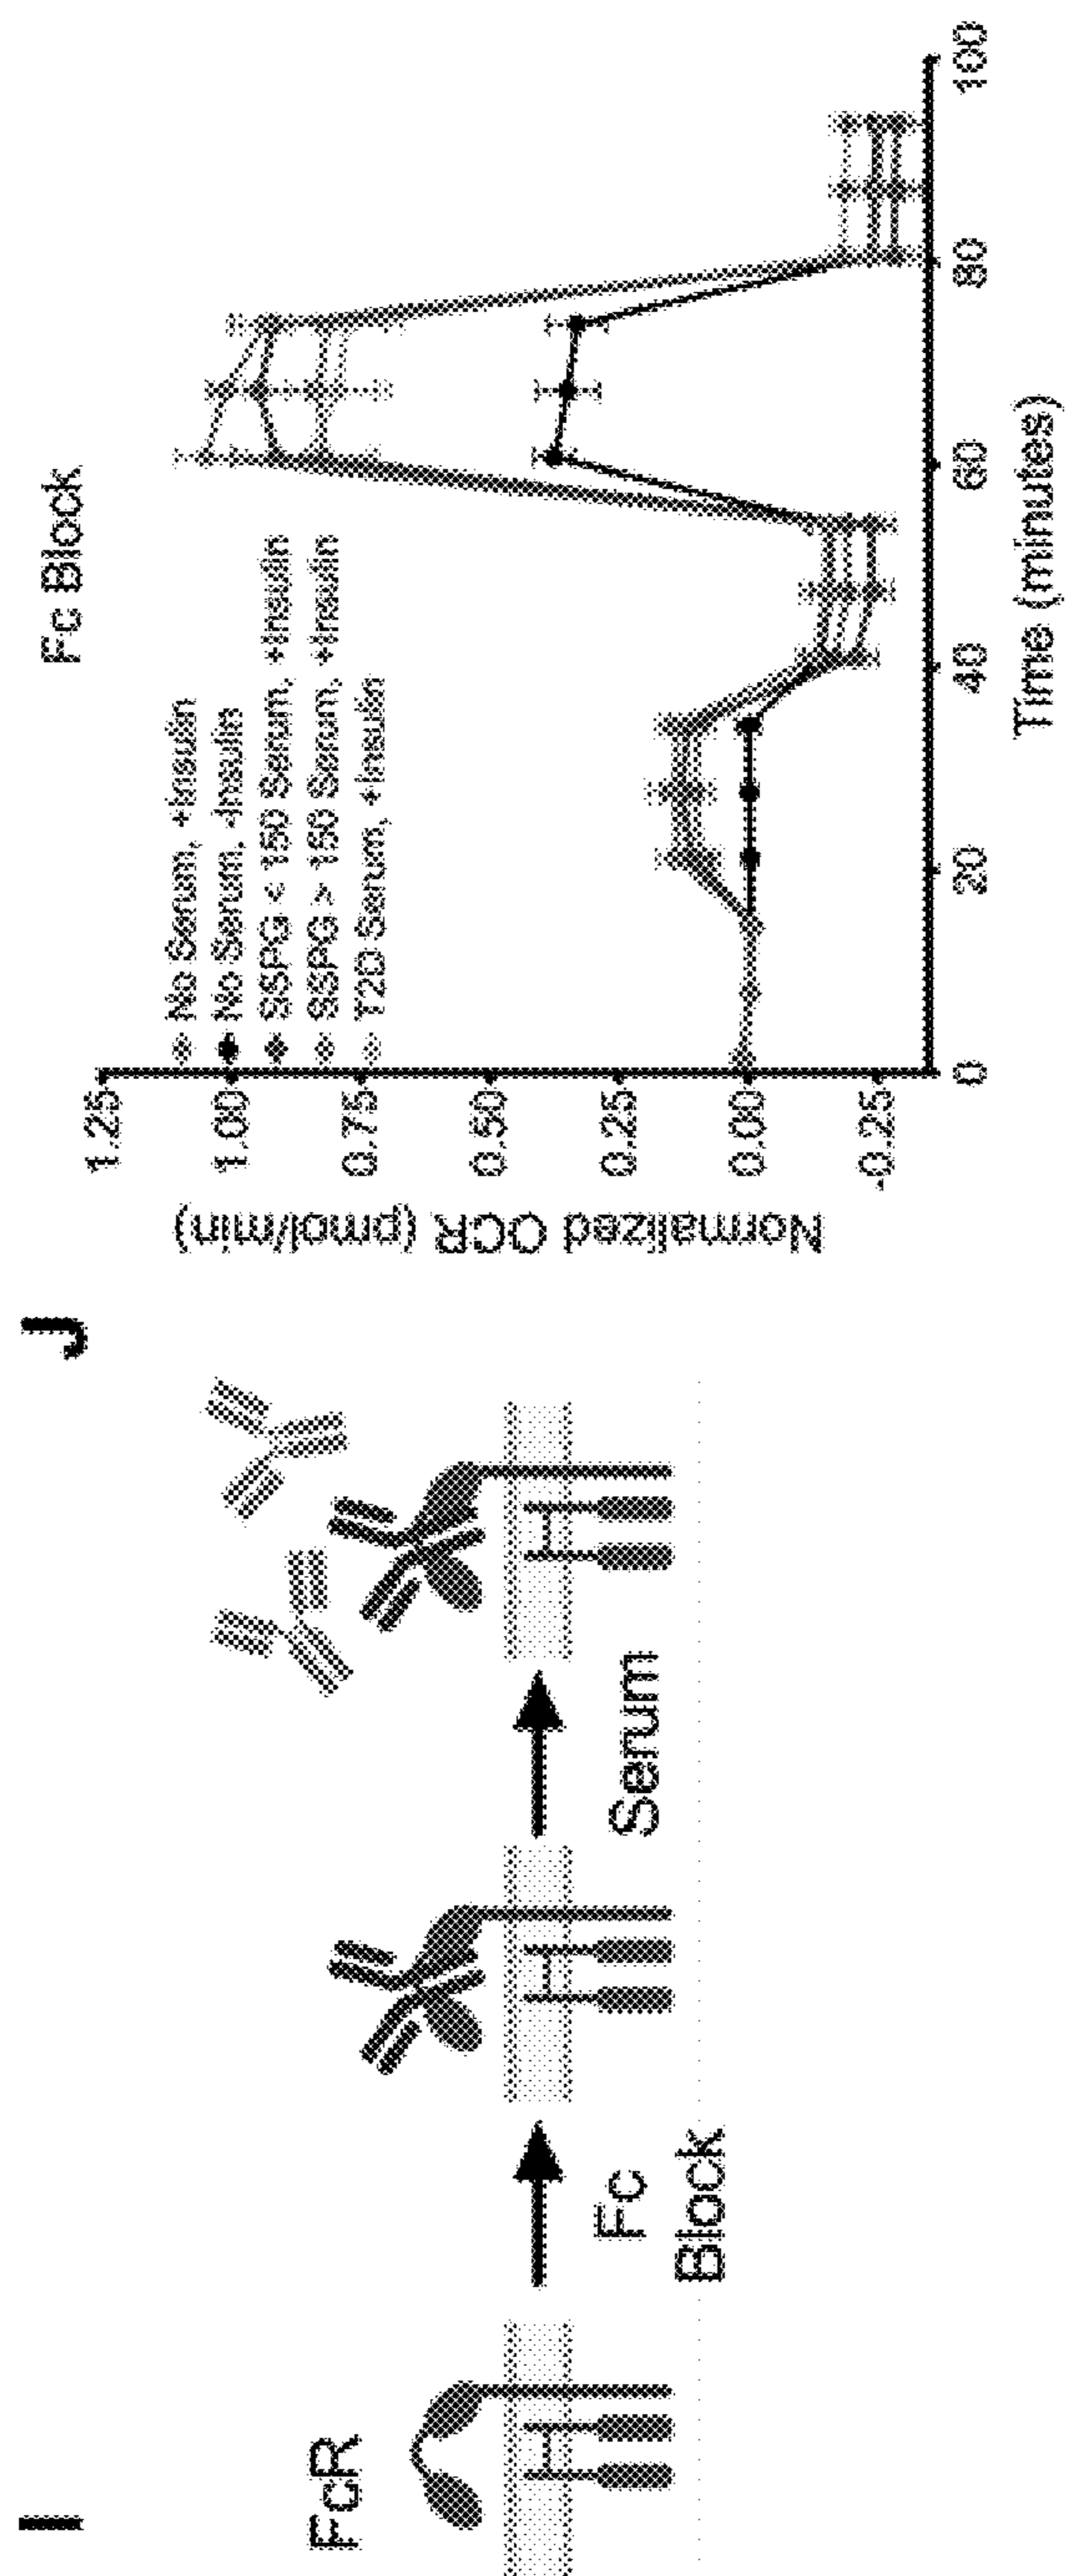 I
FcR
Fc
Block
Serum
J
Fc Block
No Serum, +Insulin
No Serum, -Insulin
SSPG < 150 Serum, +Insulin
SSPG > 150 Serum, +Insulin
T2D Serum, +Insulin
Normalized OCR (pmol/min)
1.25
1.00
0.75
0.50
0.25
0.00
-0.25
0
20
40
60
80
100
Time (minutes)